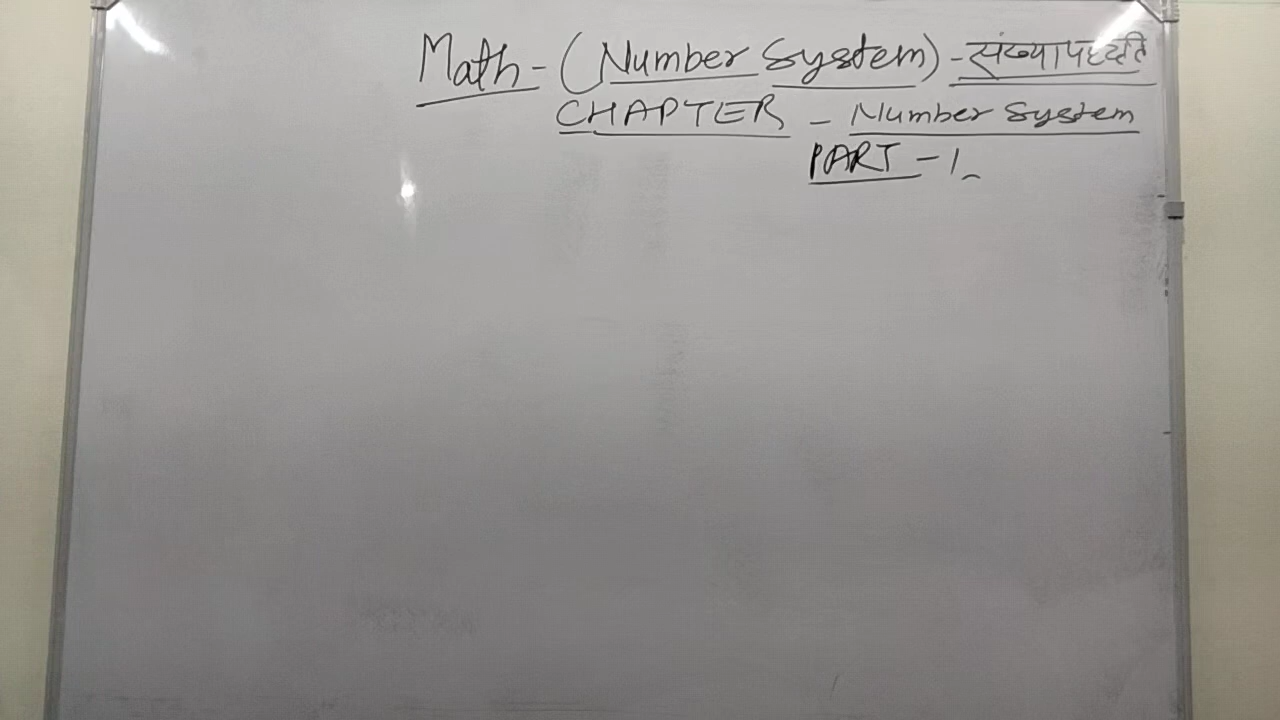 Math - (Number System) - संख्या पद्धति
CHAPTER - Number System
PART - 1